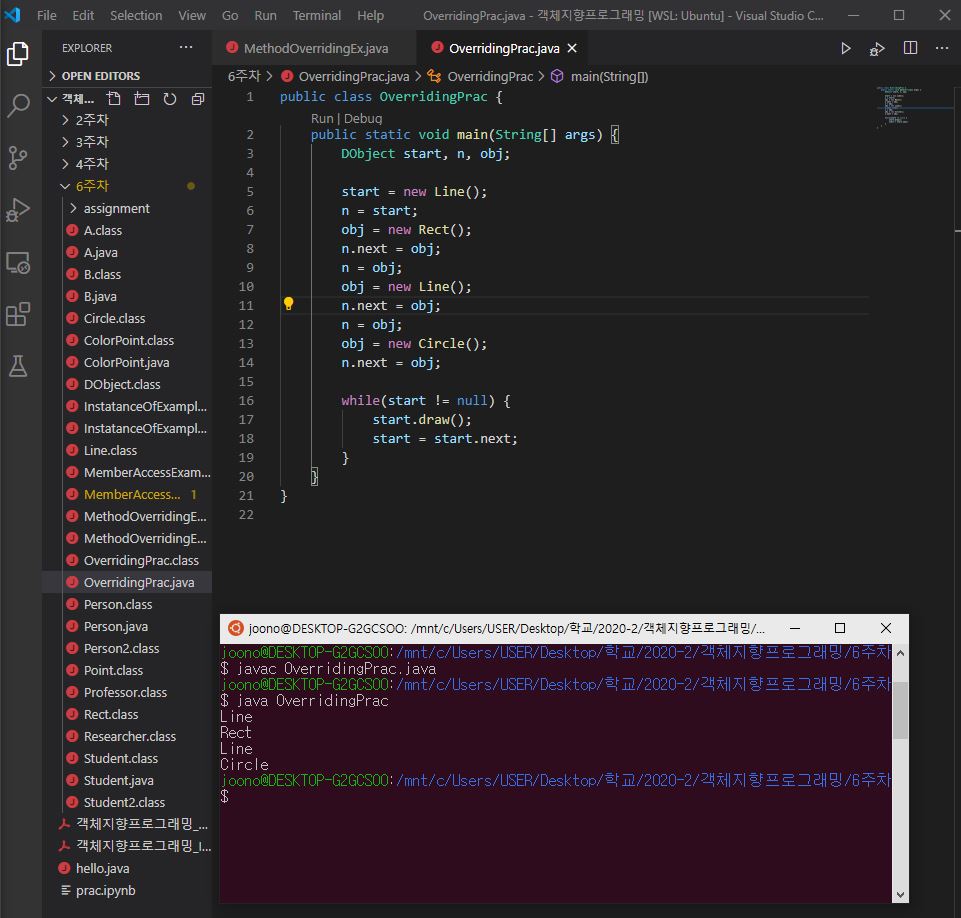 File Edit Selection View Go Run Terminal Help OverridingPrac.java - 객체지향프로그래밍 [WSL: Ubuntu] - Visual Studio C...
EXPLORER ···
OPEN EDITORS
객체...
2주차
3주차
4주차
6주차
assignment
A.class
A.java
B.class
B.java
Circle.class
ColorPoint.class
ColorPoint.java
DObject.class
InstatanceOfExampl...
InstatanceOfExampl...
Line.class
MemberAccessExam...
MemberAccess... 1
MethodOverridingE...
MethodOverridingE...
OverridingPrac.class
OverridingPrac.java
Person.class
Person.java
Person2.class
Point.class
Professor.class
Rect.class
Researcher.class
Student.class
Student.java
Student2.class
객체지향프로그래밍_...
객체지향프로그래밍_I...
hello.java
prac.ipynb
MethodOverridingEx.java OverridingPrac.java
6주차 > OverridingPrac.java > OverridingPrac > main(String[])
1 public class OverridingPrac {
Run | Debug
2 public static void main(String[] args) {
3 DObject start, n, obj;
4
5 start = new Line();
6 n = start;
7 obj = new Rect();
8 n.next = obj;
9 n = obj;
10 obj = new Line();
11 n.next = obj;
12 n = obj;
13 obj = new Circle();
14 n.next = obj;
15
16 while(start != null) {
17 start.draw();
18 start = start.next;
19 }
20 }
21 }
22
joono@DESKTOP-G2GCSOO: /mnt/c/Users/USER/Desktop/학교/2020-2/객체지향프로그래밍/...
joono@DESKTOP-G2GCSOO:/mnt/c/Users/USER/Desktop/학교/2020-2/객체지향프로그래밍/6주차
$ javac OverridingPrac.java
joono@DESKTOP-G2GCSOO:/mnt/c/Users/USER/Desktop/학교/2020-2/객체지향프로그래밍/6주차
$ java OverridingPrac
Line
Rect
Line
Circle
joono@DESKTOP-G2GCSOO:/mnt/c/Users/USER/Desktop/학교/2020-2/객체지향프로그래밍/6주차
$